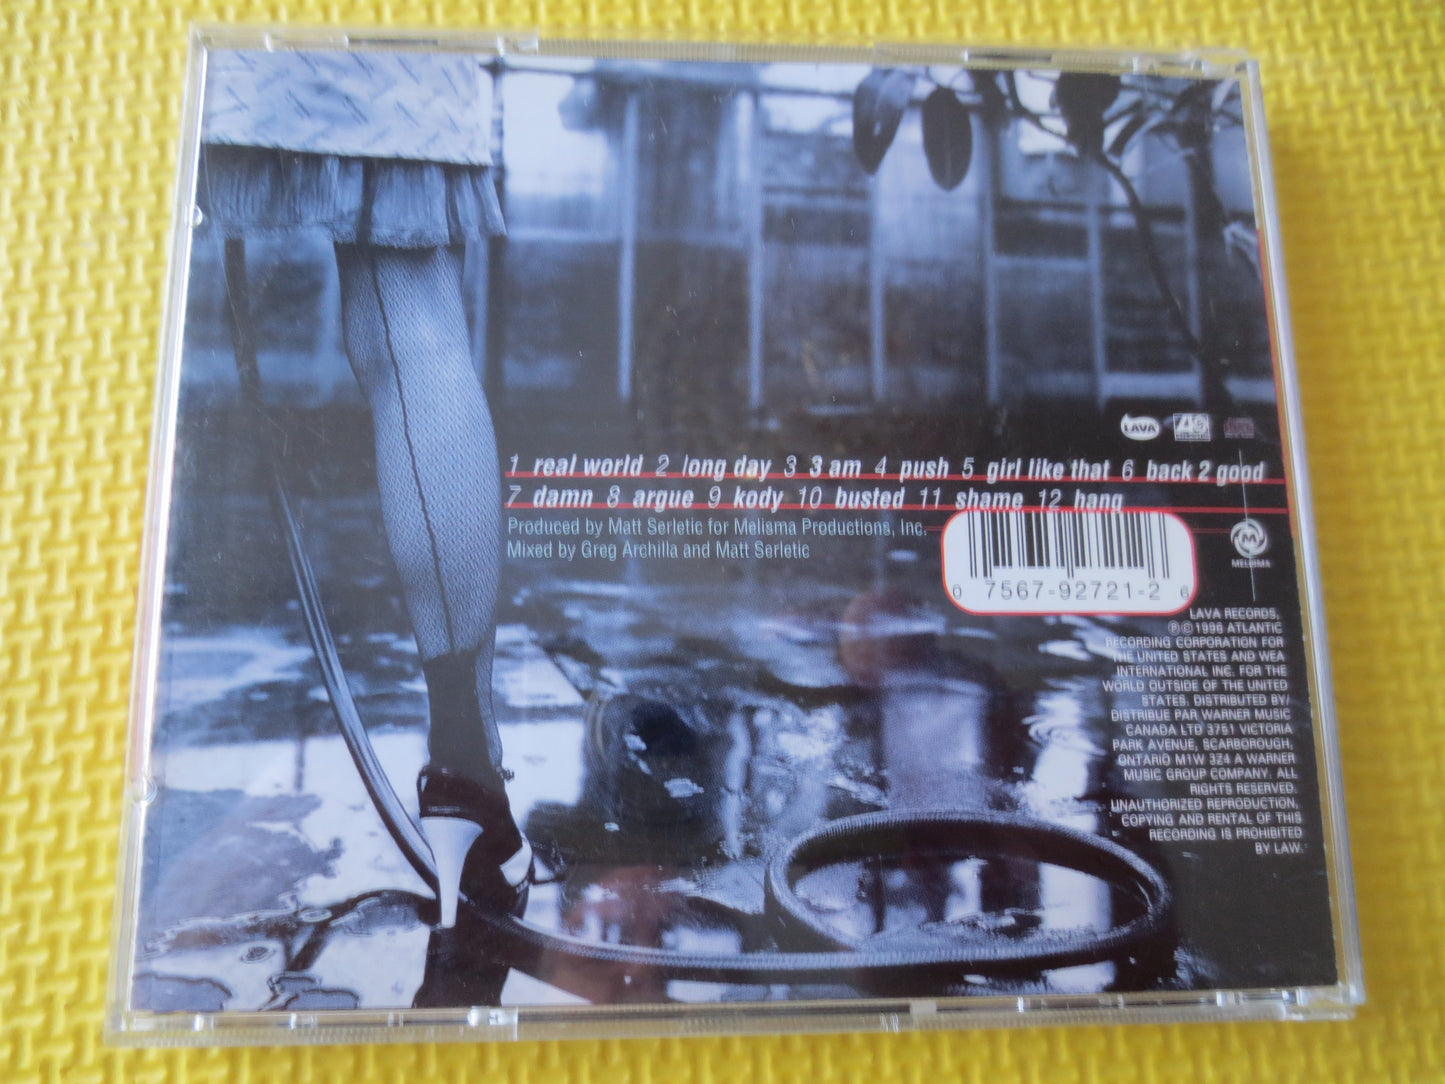 LAVA
1 real world 2 long day 3 3 am 4 push 5 girl like that 6 back 2 good
7 damn 8 argue 9 kody 10 busted 11 shame 12 hang
Produced by Matt Serletic for Melisma Productions, Inc.
Mixed by Greg Archilla and Matt Serletic
0 7567-92721-2 6
M
MELISMA
LAVA RECORDS,
℗ © 1996 ATLANTIC
RECORDING CORPORATION FOR
THE UNITED STATES AND WEA
INTERNATIONAL INC. FOR THE
WORLD OUTSIDE OF THE UNITED
STATES. DISTRIBUTED BY/
DISTRIBUE PAR WARNER MUSIC
CANADA LTD 3751 VICTORIA
PARK AVENUE, SCARBOROUGH,
ONTARIO M1W 3Z4 A WARNER
MUSIC GROUP COMPANY. ALL
RIGHTS RESERVED.
UNAUTHORIZED REPRODUCTION,
COPYING AND RENTAL OF THIS
RECORDING IS PROHIBITED
BY LAW.